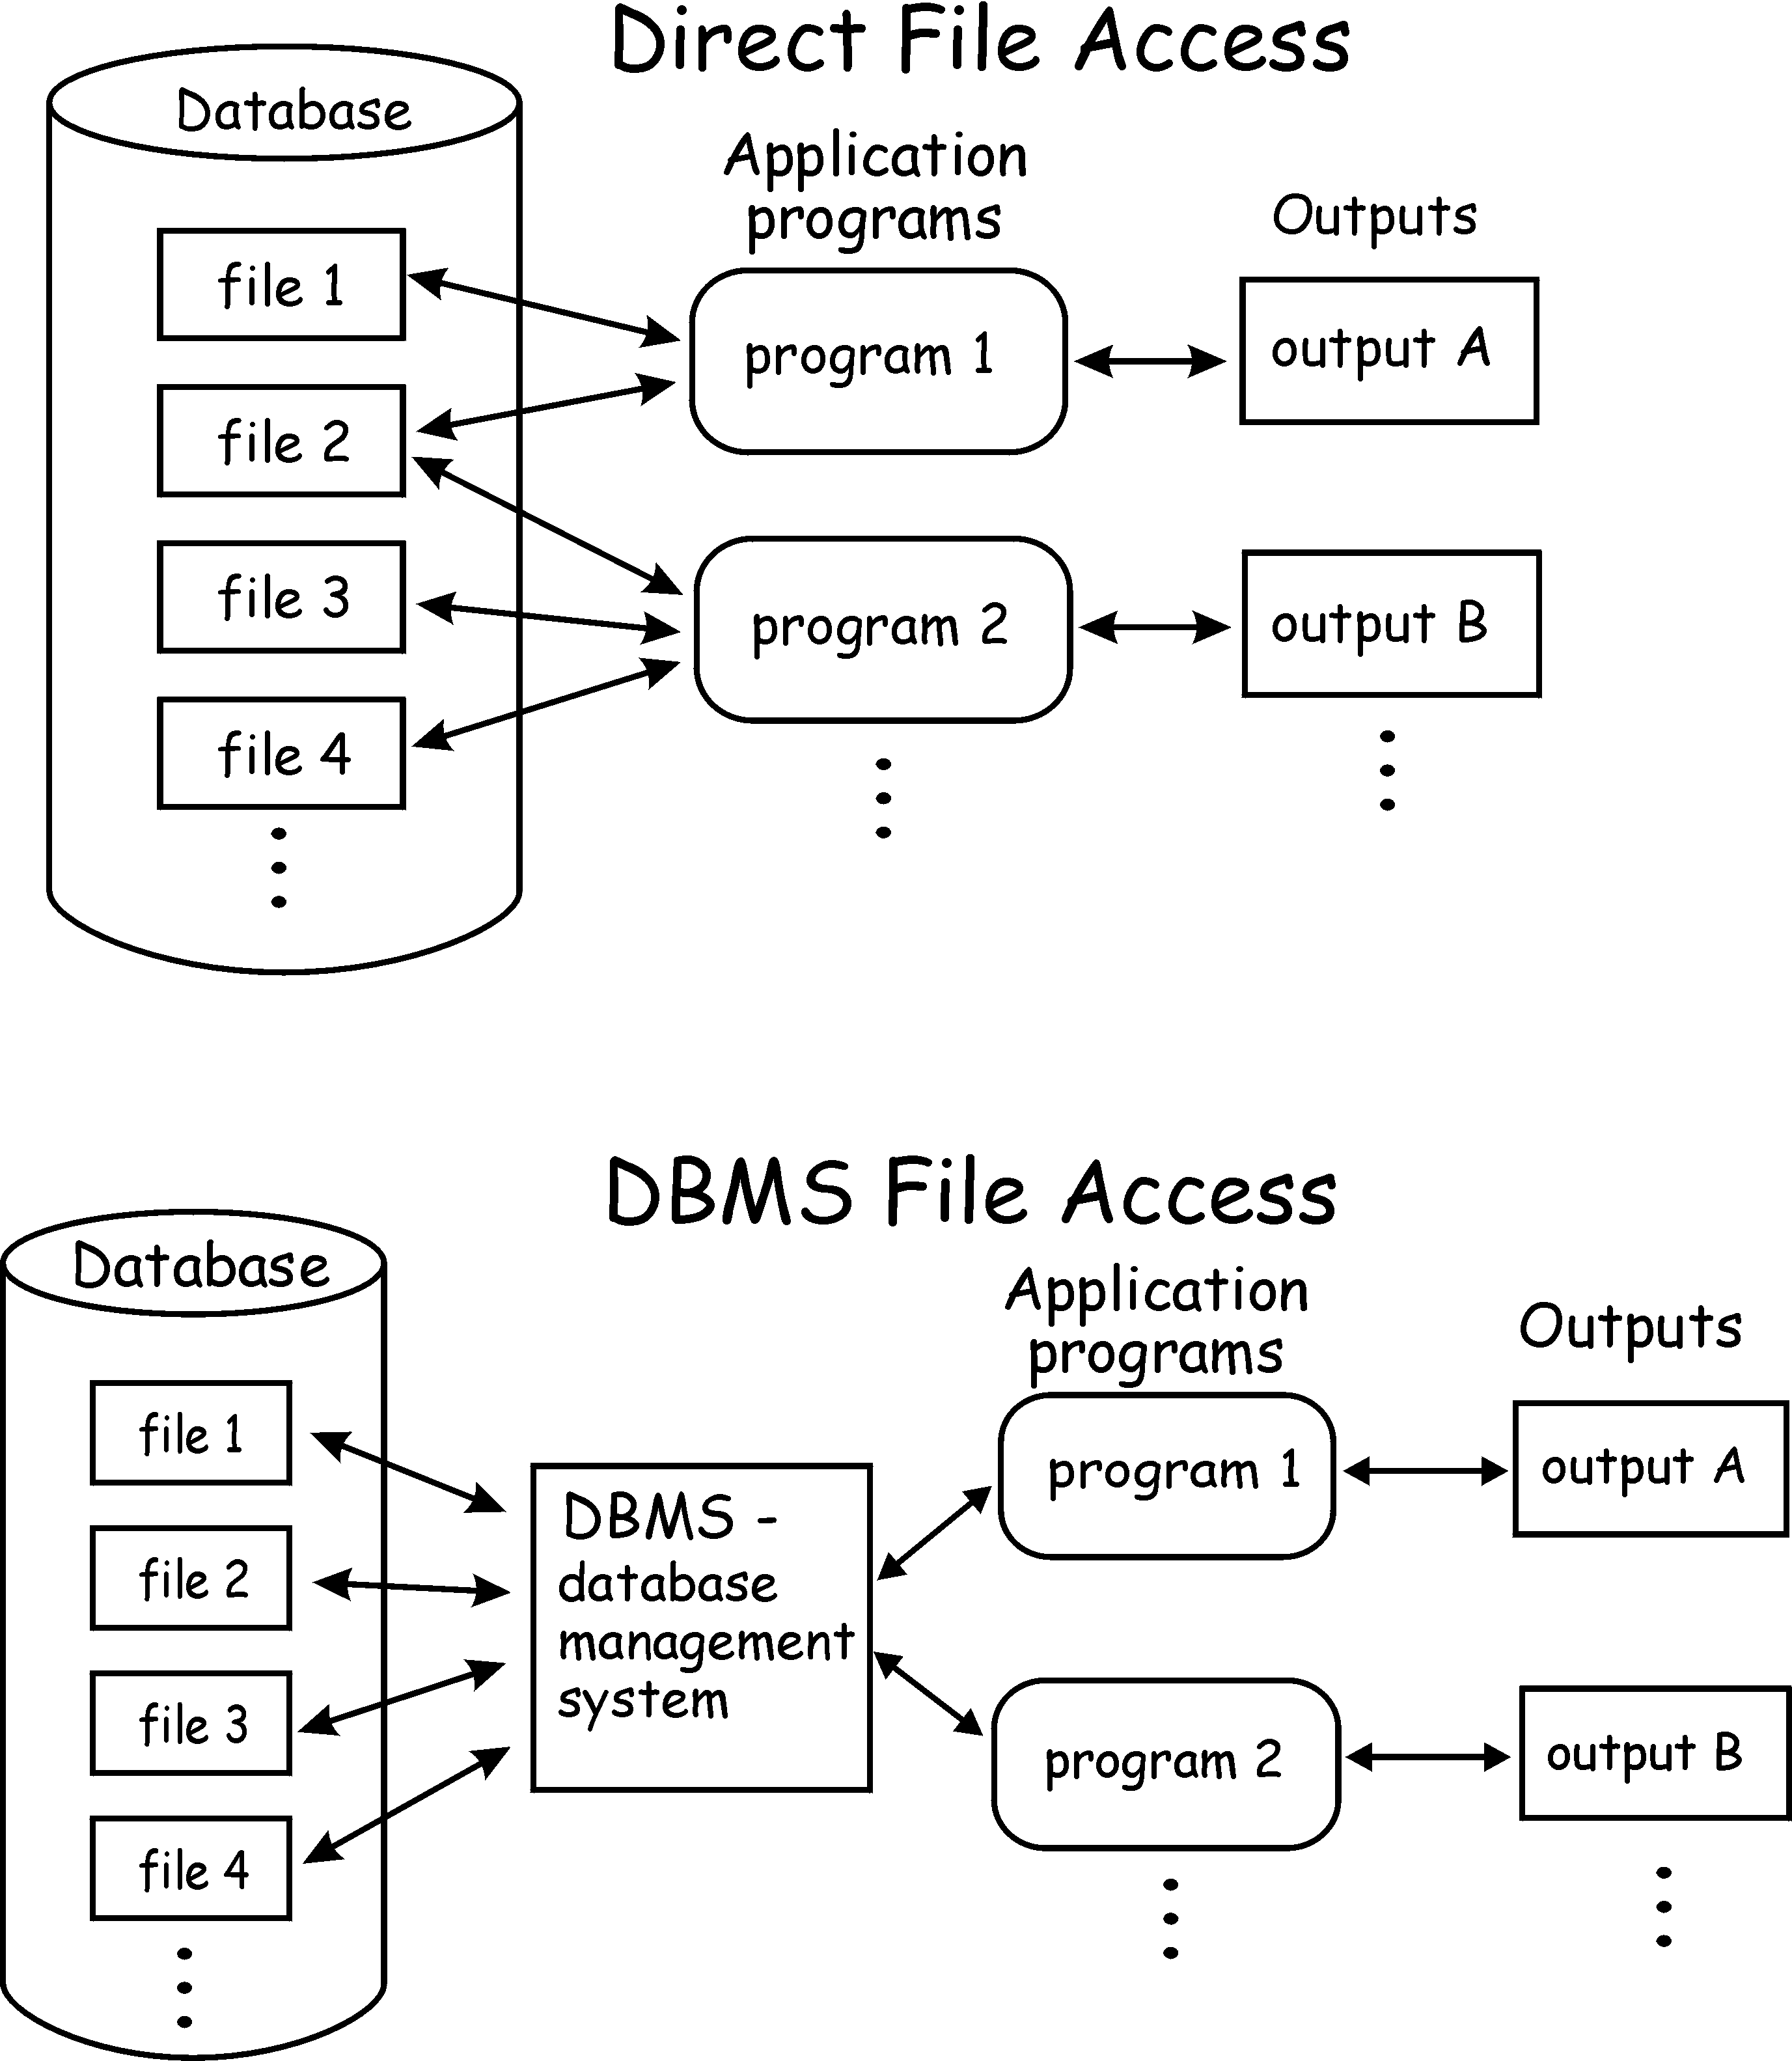 Direct File Access
Database
Application
programs
Outputs
file 1
program 1
output A
file 2
file 3
program 2
output B
file 4
DBMS File Access
Database
Application
programs
Outputs
file 1
program 1
output A
DBMS -
database
management
system
file 2
file 3
program 2
output B
file 4